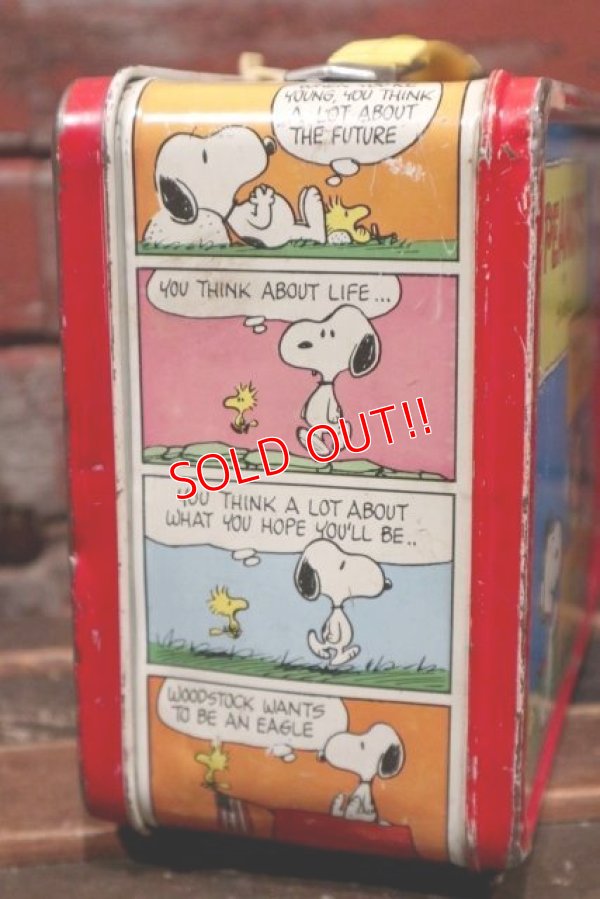 YOUNG, YOU THINK
A LOT ABOUT
THE FUTURE
YOU THINK ABOUT LIFE...
SOLD OUT!!
YOU THINK A LOT ABOUT
WHAT YOU HOPE YOU'LL BE..
WOODSTOCK WANTS
TO BE AN EAGLE
PEANUTS